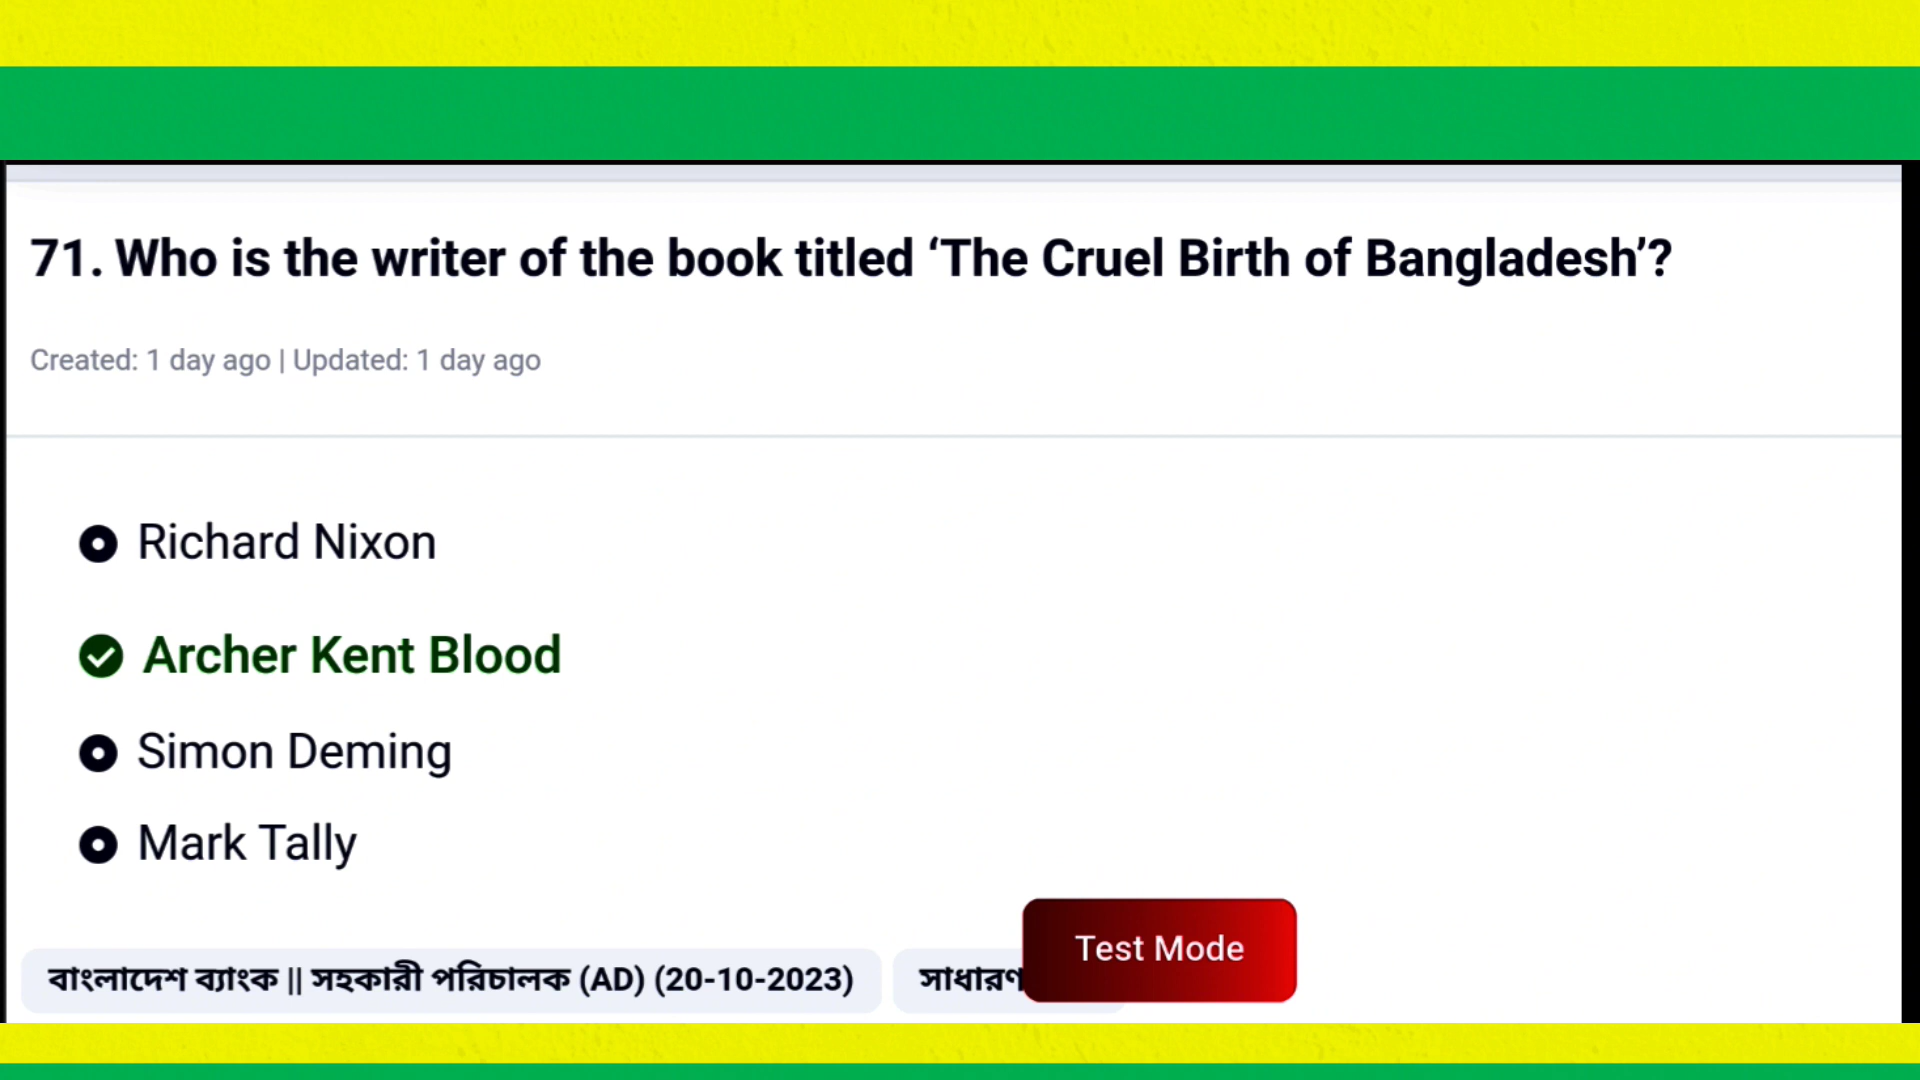 71. Who is the writer of the book titled ‘The Cruel Birth of Bangladesh’?
Created: 1 day ago | Updated: 1 day ago
Richard Nixon
Archer Kent Blood
Simon Deming
Mark Tally
Test Mode
বাংলাদেশ ব্যাংক || সহকারী পরিচালক (AD) (20-10-2023)
সাধারণ